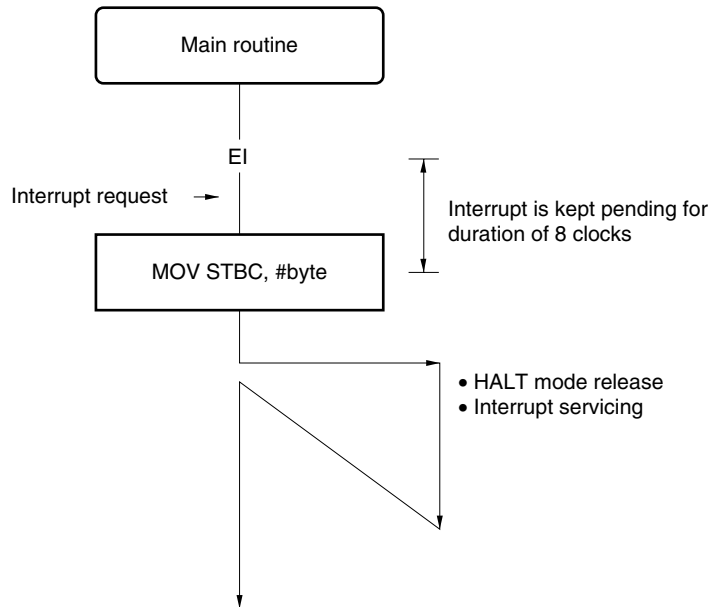 Main routine
EI
Interrupt request
Interrupt is kept pending for
duration of 8 clocks
MOV STBC, #byte
• HALT mode release
• Interrupt servicing